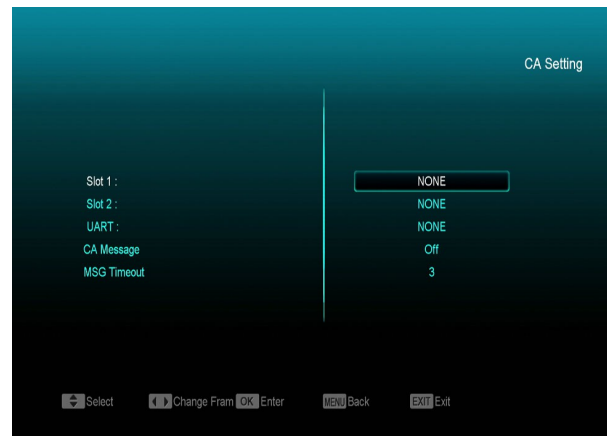 CA Setting
Slot 1 : NONE
Slot 2 : NONE
UART : NONE
CA Message Off
MSG Timeout 3
Select Change Fram OK Enter MENU Back EXIT Exit